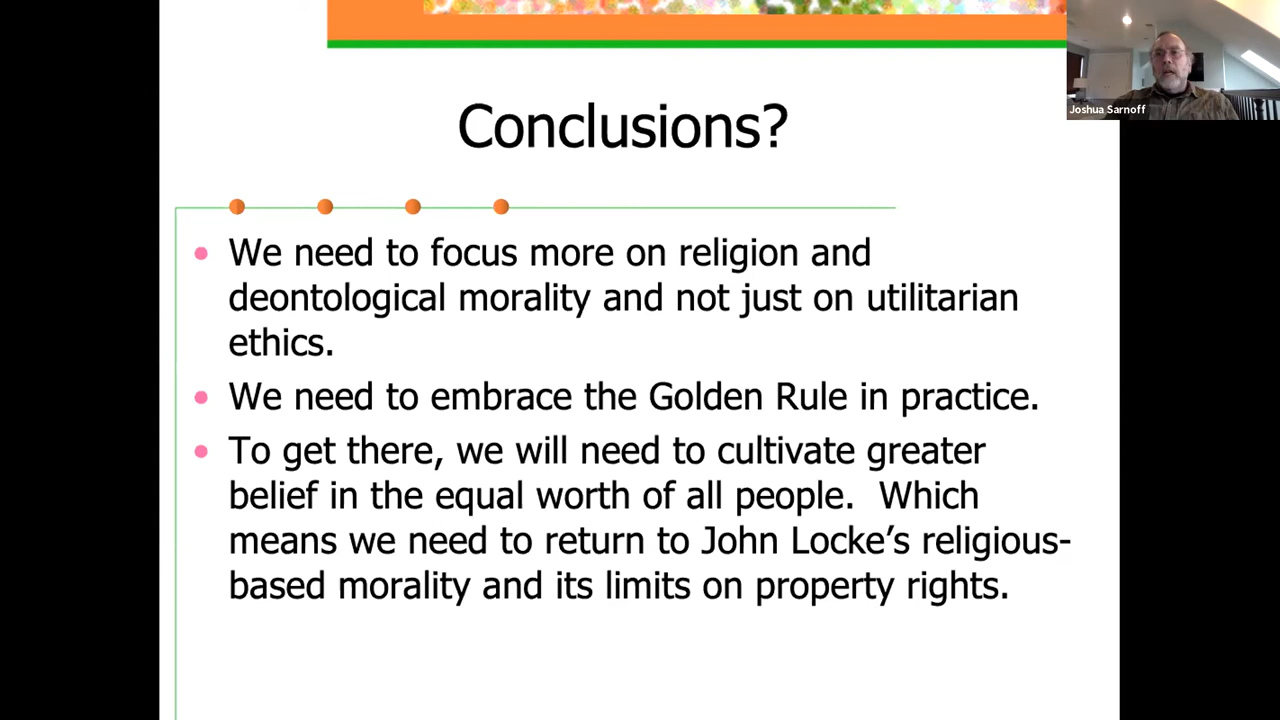 Joshua Sarnoff
Conclusions?
We need to focus more on religion and
deontological morality and not just on utilitarian
ethics.
We need to embrace the Golden Rule in practice.
To get there, we will need to cultivate greater
belief in the equal worth of all people.  Which
means we need to return to John Locke’s religious-
based morality and its limits on property rights.